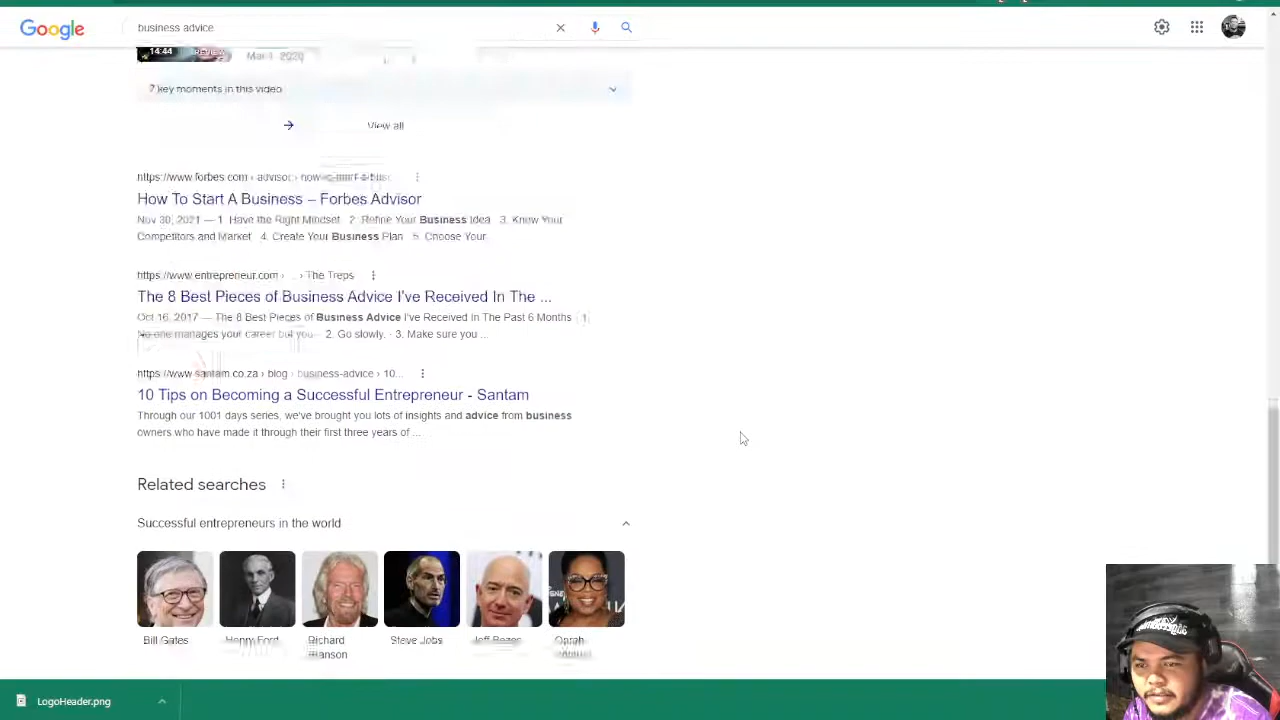 Google
business advice
14:44
REVIEW
Mar 1, 2020
7 key moments in this video
View all
https://www.forbes.com › advisor
How To Start A Business – Forbes Advisor
Nov 30, 2021 — 1 Have the Right Mindset 2 Refine Your Business Idea 3. Know Your
Competitors and Market 4. Create Your Business Plan 5. Choose Your
https://www.entrepreneur.com › ... › The Treps
The 8 Best Pieces of Business Advice I've Received In The ...
Oct 16, 2017 — The 8 Best Pieces of Business Advice I've Received In The Past 6 Months 1
No one manages your career but you 2. Go slowly. · 3. Make sure you ...
https://www.santam.co.za › blog › business-advice › 10...
10 Tips on Becoming a Successful Entrepreneur - Santam
Through our 1001 days series, we've brought you lots of insights and advice from business
owners who have made it through their first three years of ...
Related searches
Successful entrepreneurs in the world
Bill Gates
Henry Ford
Richard
Branson
Steve Jobs
Jeff Bezos
Oprah
LogoHeader.png